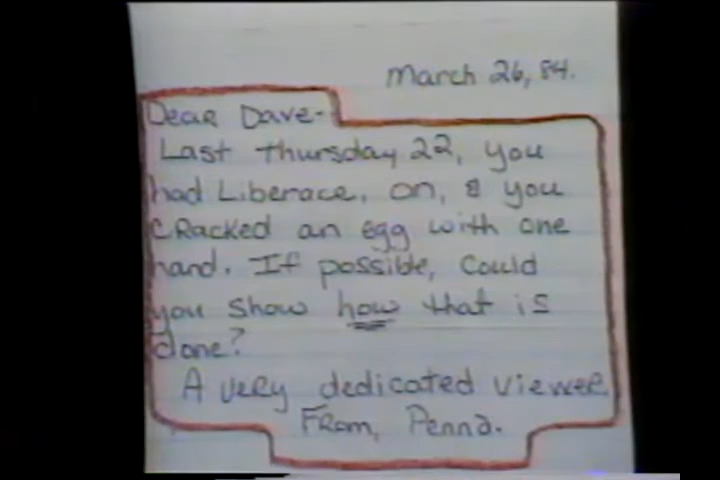 March 26, 84.
Dear Dave-
Last Thursday 22, you
had Liberace, on, & you
cRacked an egg with one
hand. If possible, Could
you show how that is
done?
A very dedicated viewer
From, Penna.